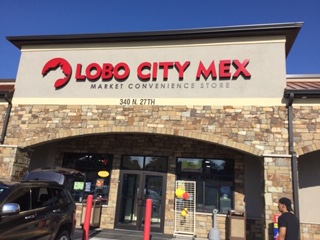 LOBO CITY MEX
MARKET CONVENIENCE STORE
340 N. 27TH